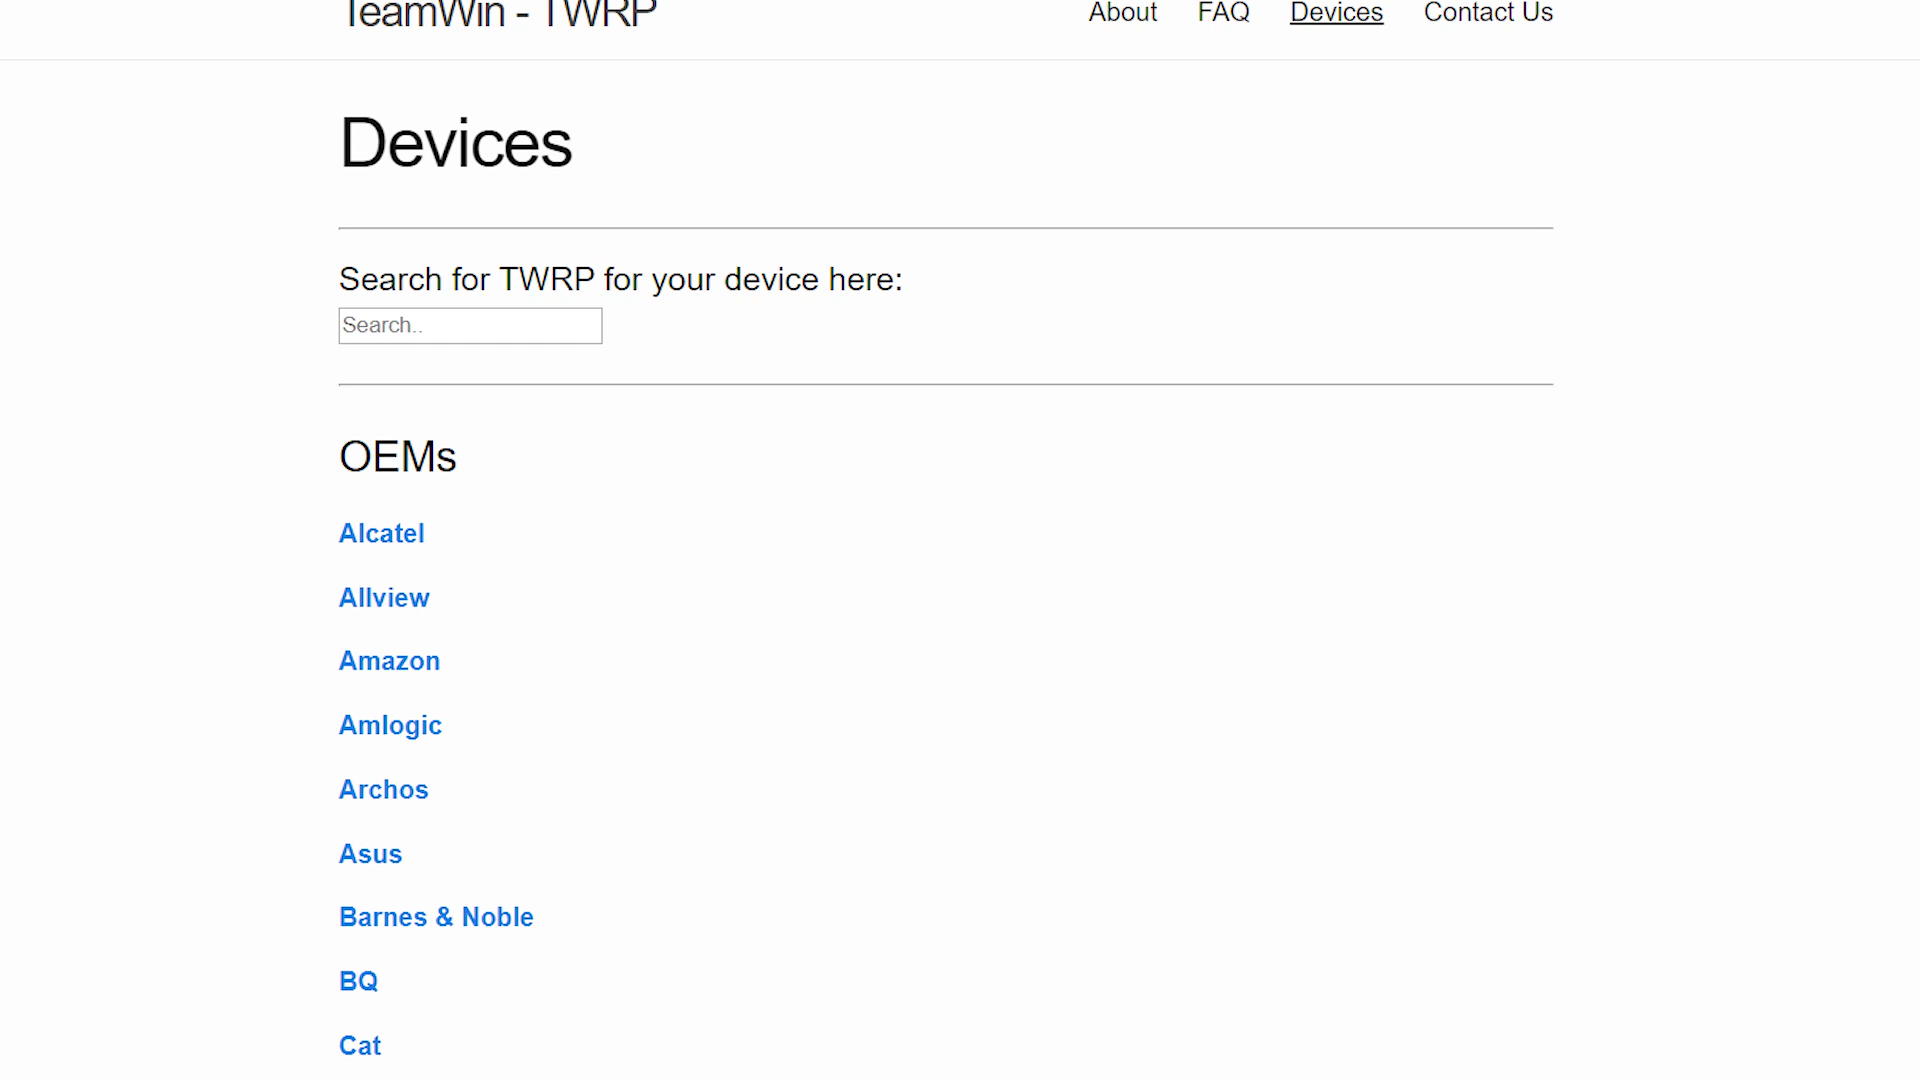 TeamWin - TWRP
About FAQ Devices Contact Us
Devices
Search for TWRP for your device here:
Search..
OEMs
Alcatel
Allview
Amazon
Amlogic
Archos
Asus
Barnes & Noble
BQ
Cat